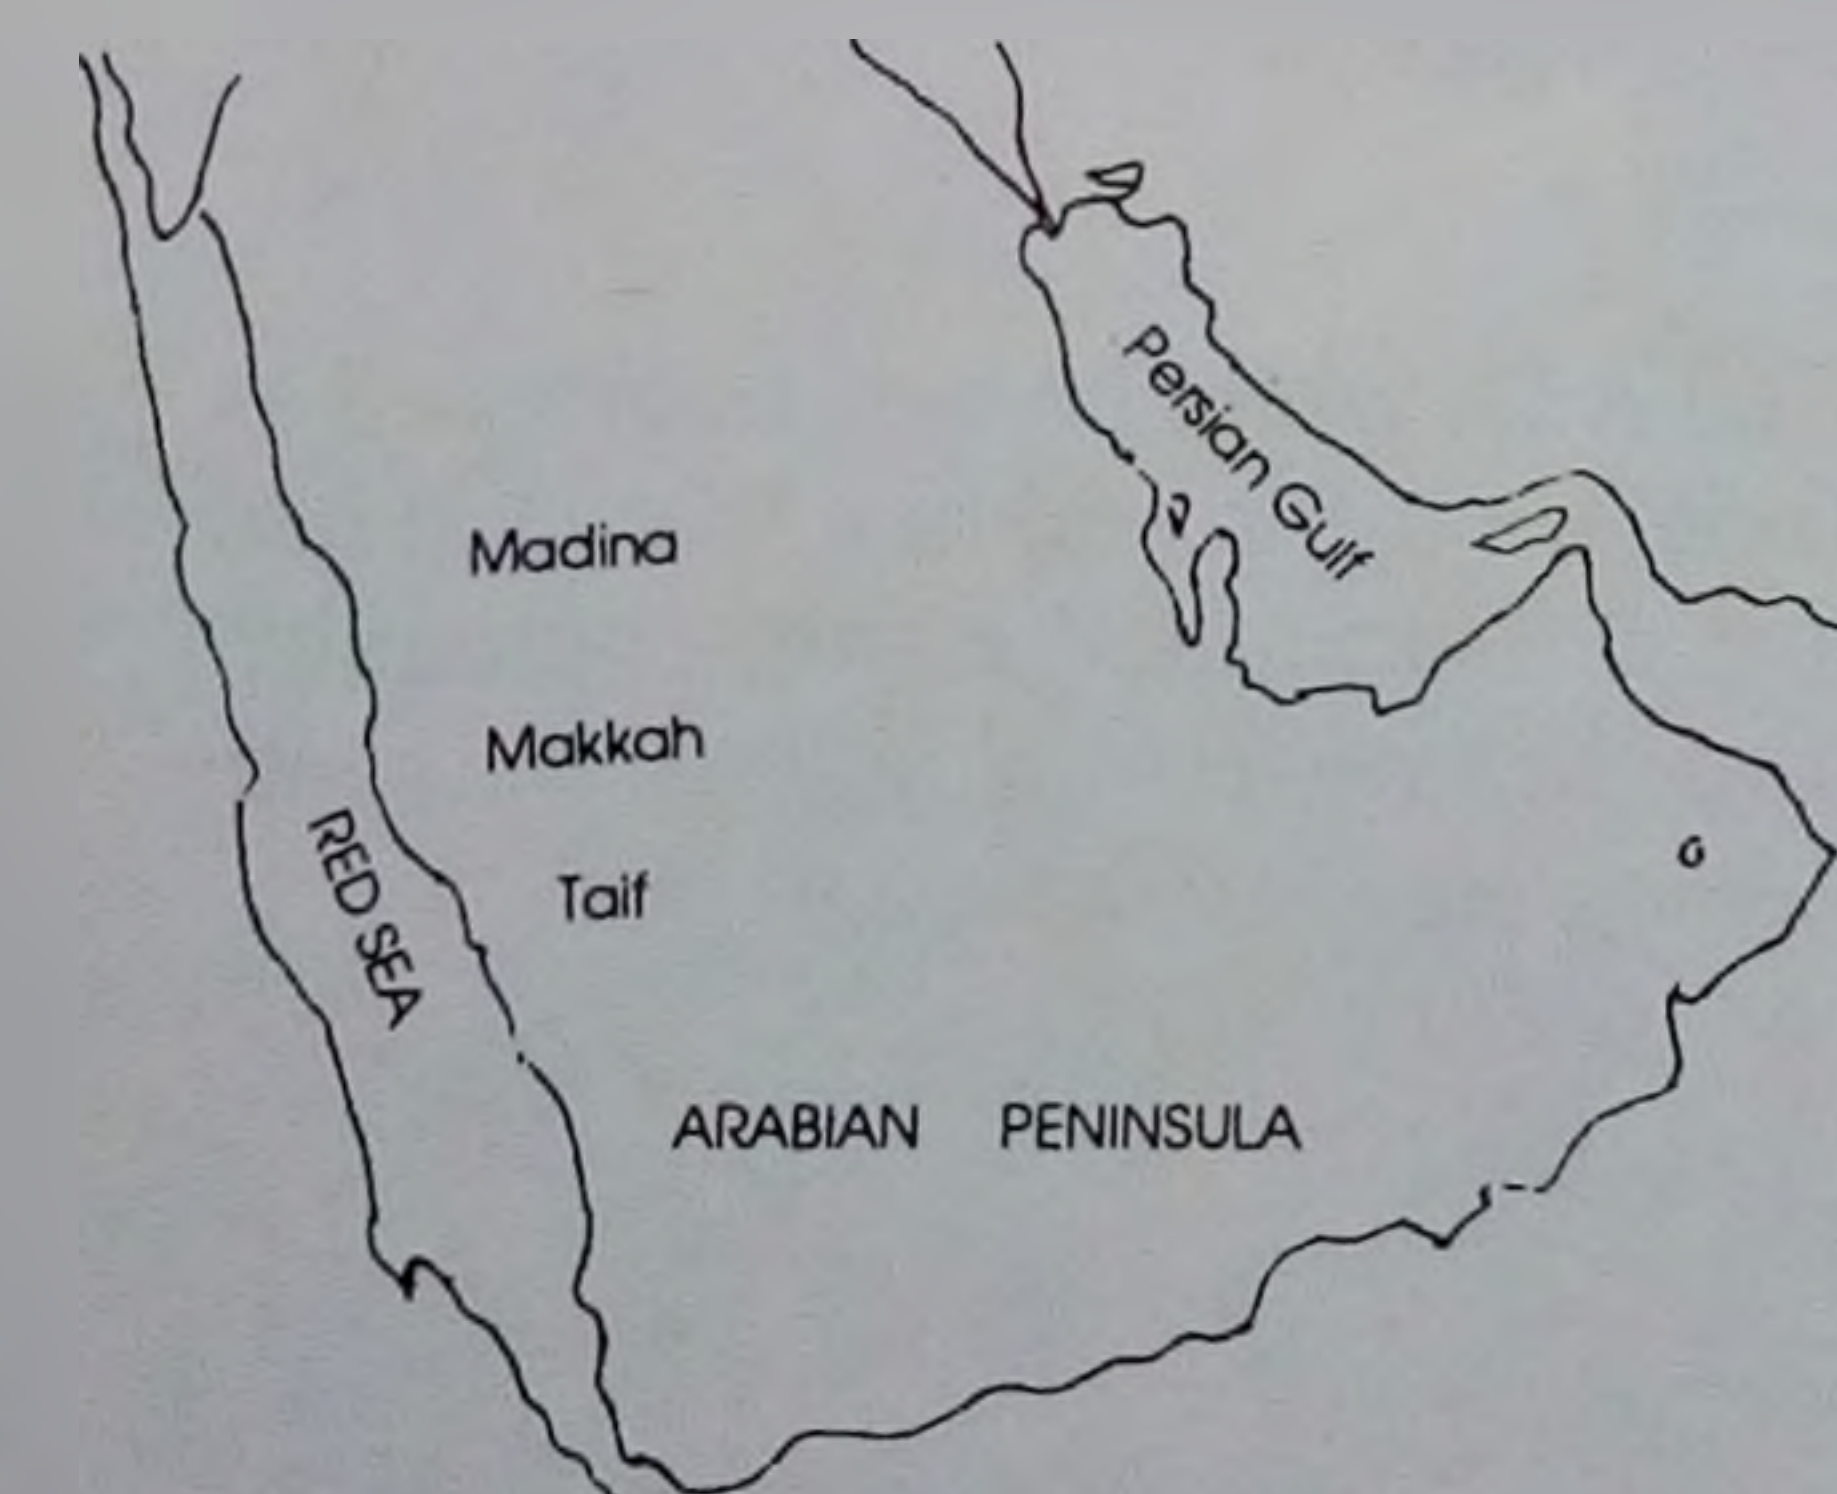 Persian Gulf
Madina
Makkah
RED SEA
Taif
ARABIAN PENINSULA